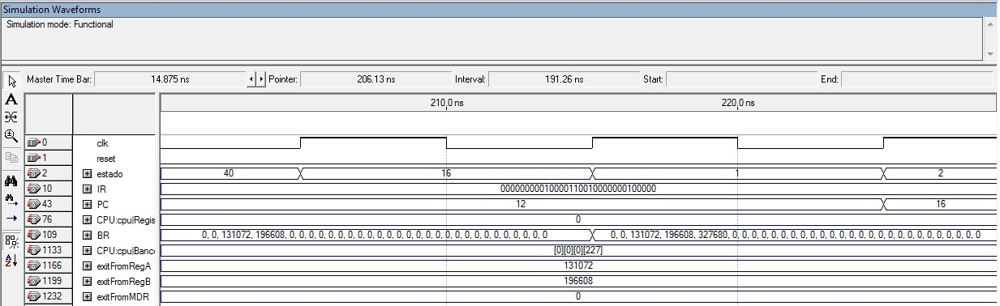 Simulation Waveforms
Simulation mode: Functional
Master Time Bar: 14.875 ns Pointer: 206.13 ns Interval: 191.26 ns Start: End:
210,0 ns 220,0 ns
0 clk
1 reset
2 estado 40 16 1 2
10 IR 00000000010000110010000000100000
43 PC 12 16
76 CPU:cpu|Regis 0
109 BR 0, 0, 131072, 196608, 0, 0, 0, 0, 0, 0, 0, 0, 0, 0, 0, 0, 0, 0, 0, 0, 0, 0, 0, 0, 0, 0, 0, 0, 0, 0, 0, 0 0, 0, 131072, 196608, 327680, 0, 0, 0, 0, 0, 0, 0, 0, 0, 0, 0, 0, 0, 0, 0, 0, 0, 0, 0, 0, 0, 0, 0, 0, 0, 0, 0
1133 CPU:cpu|Banco [0][0][0][227]
1166 exitFromRegA 131072
1199 exitFromRegB 196608
1232 exitFromMDR 0